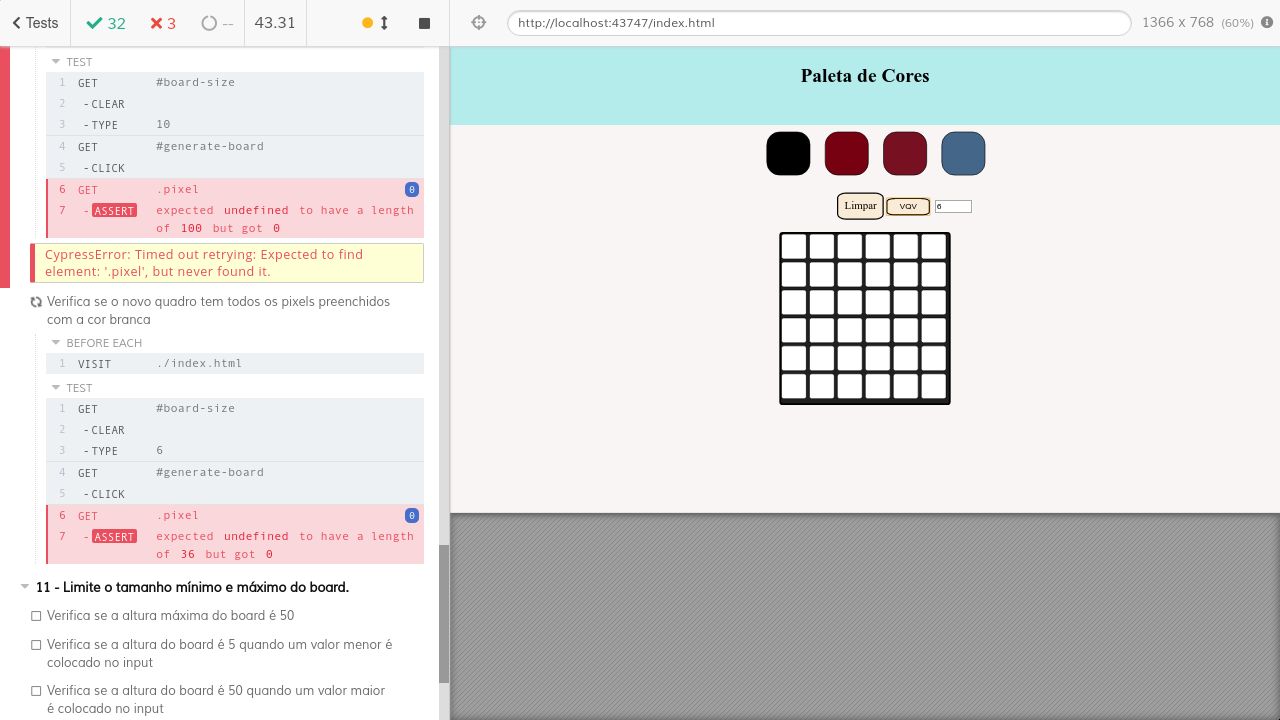 Tests
32
3
--
43.31
http://localhost:43747/index.html
1366 x 768 (60%)
TEST
1 GET #board-size
2 -CLEAR
3 -TYPE 10
4 GET #generate-board
5 -CLICK
6 GET .pixel 0
7 -ASSERT expected undefined to have a length
of 100 but got 0
CypressError: Timed out retrying: Expected to find
element: '.pixel', but never found it.
Verifica se o novo quadro tem todos os pixels preenchidos
com a cor branca
BEFORE EACH
1 VISIT ./index.html
TEST
1 GET #board-size
2 -CLEAR
3 -TYPE 6
4 GET #generate-board
5 -CLICK
6 GET .pixel 0
7 -ASSERT expected undefined to have a length
of 36 but got 0
11 - Limite o tamanho mínimo e máximo do board.
Verifica se a altura máxima do board é 50
Verifica se a altura do board é 5 quando um valor menor é
colocado no input
Verifica se a altura do board é 50 quando um valor maior
é colocado no input
Paleta de Cores
Limpar
VQV
6